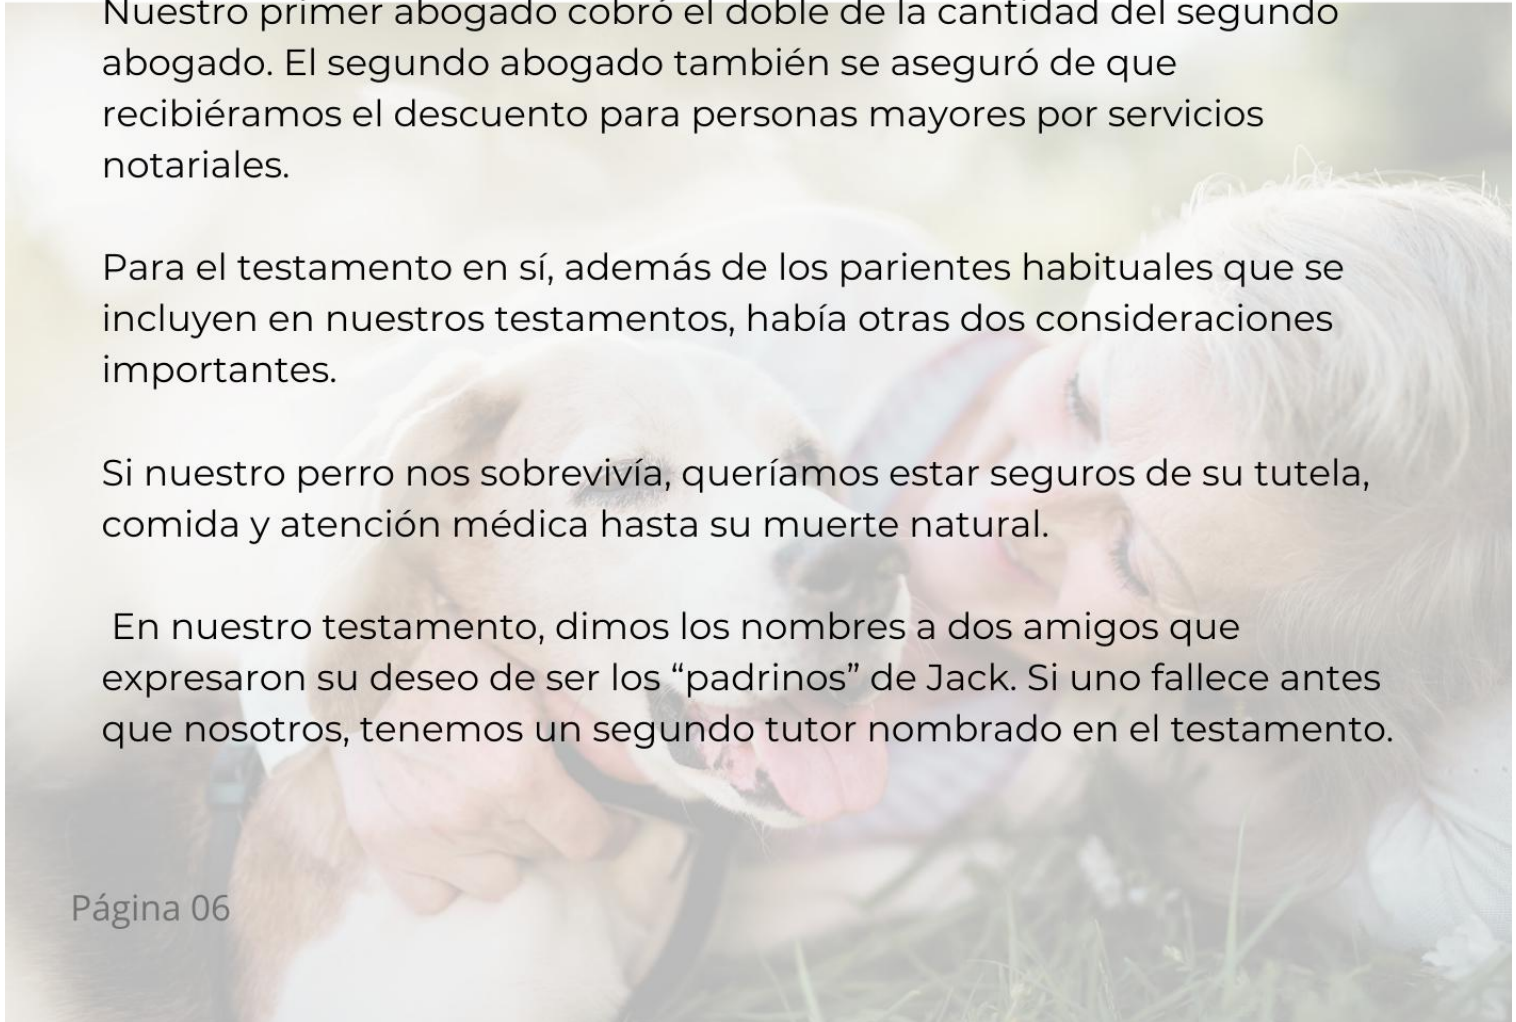 Nuestro primer abogado cobró el doble de la cantidad del segundo
abogado. El segundo abogado también se aseguró de que
recibiéramos el descuento para personas mayores por servicios
notariales.
Para el testamento en sí, además de los parientes habituales que se
incluyen en nuestros testamentos, había otras dos consideraciones
importantes.
Si nuestro perro nos sobrevivía, queríamos estar seguros de su tutela,
comida y atención médica hasta su muerte natural.
En nuestro testamento, dimos los nombres a dos amigos que
expresaron su deseo de ser los “padrinos” de Jack. Si uno fallece antes
que nosotros, tenemos un segundo tutor nombrado en el testamento.
Página 06